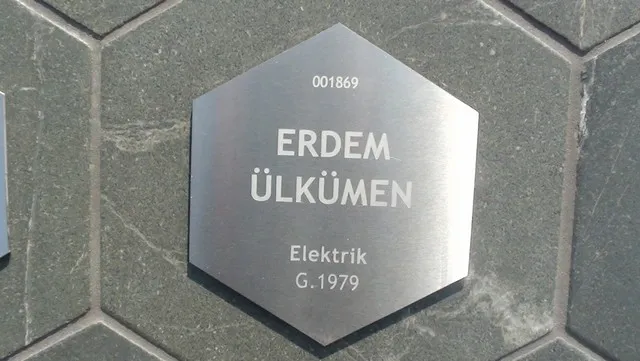 001869
ERDEM
ÜLKÜMEN
Elektrik
G.1979